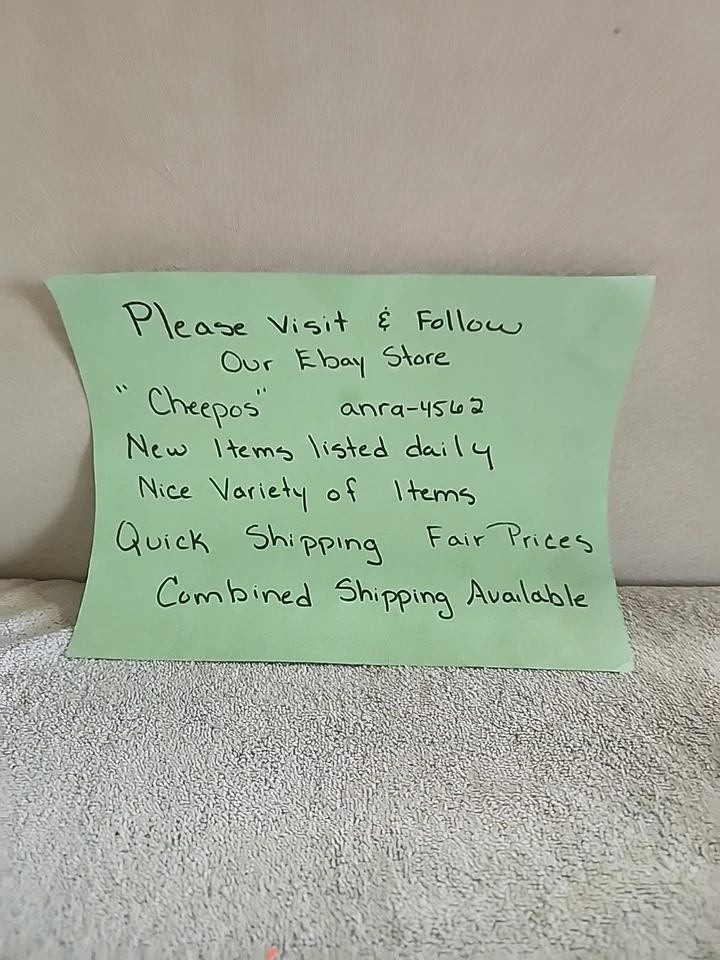 Please Visit & Follow
Our Ebay Store
"Cheepos" anra-4562
New Items listed daily
Nice Variety of Items
Quick Shipping Fair Prices
Combined Shipping Available